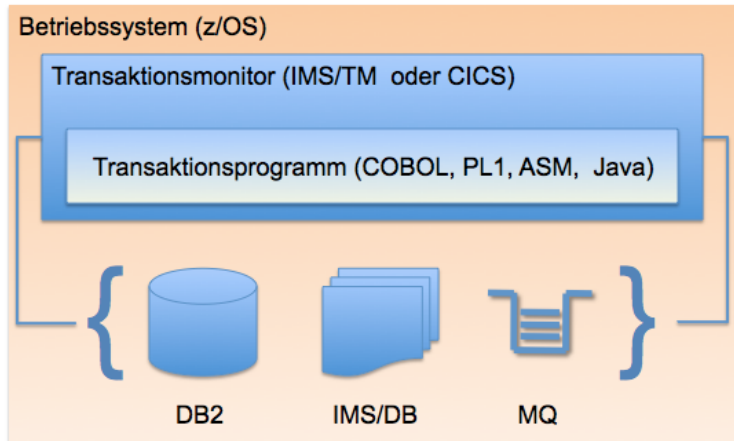 Betriebssystem (z/OS)
Transaktionsmonitor (IMS/TM oder CICS)
Transaktionsprogramm (COBOL, PL1, ASM, Java)
DB2
IMS/DB
MQ